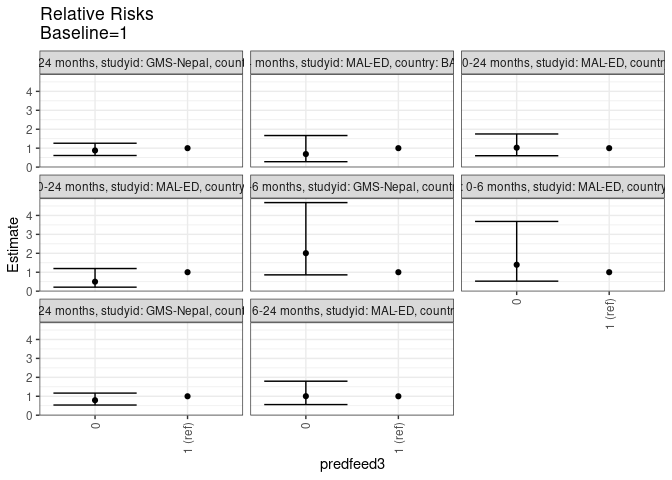 Relative Risks
Baseline=1
24 months, studyid: GMS-Nepal, count
months, studyid: MAL-ED, country: BA
0-24 months, studyid: MAL-ED, countr
4
3
2
1
0
0-24 months, studyid: MAL-ED, country
-6 months, studyid: GMS-Nepal, countr
: 0-6 months, studyid: MAL-ED, country
4
3
2
1
0
Estimate
0
1 (ref)
24 months, studyid: GMS-Nepal, count
6-24 months, studyid: MAL-ED, countr
4
3
2
1
0
0
1 (ref)
0
1 (ref)
predfeed3